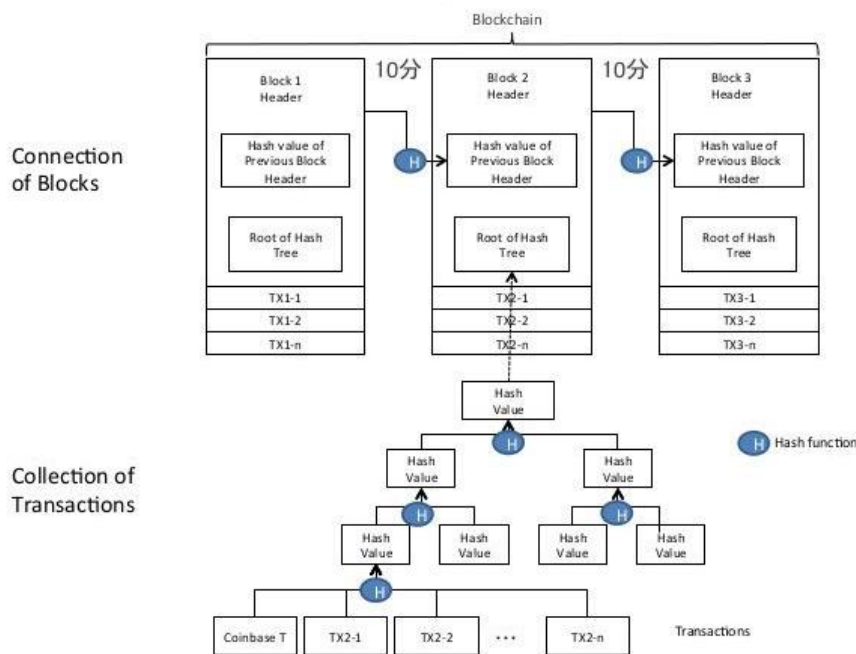 Blockchain
Block 1
Header
10分
Block 2
Header
10分
Block 3
Header
Connection
of Blocks
Hash value of
Previous Block
Header
H
Hash value of
Previous Block
Header
H
Hash value of
Previous Block
Header
Root of Hash
Tree
Root of Hash
Tree
Root of Hash
Tree
TX1-1
TX2-1
TX3-1
TX1-2
TX2-2
TX3-2
TX1-n
TX2-n
TX3-n
Hash
Value
H
H Hash function
Collection of
Transactions
Hash
Value
Hash
Value
H
H
Hash
Value
Hash
Value
Hash
Value
Hash
Value
H
Coinbase T
TX2-1
TX2-2
...
TX2-n
Transactions